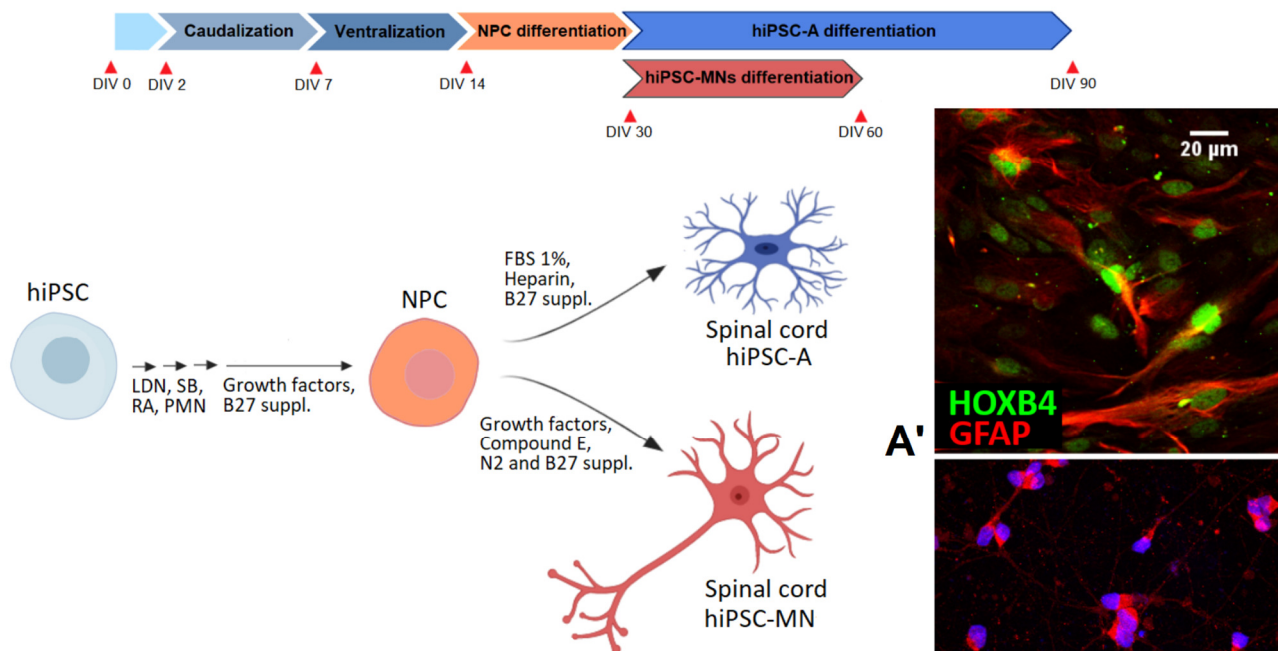 Caudalization
Ventralization
NPC differentiation
hiPSC-A differentiation
hiPSC-MNs differentiation
DIV 0
DIV 2
DIV 7
DIV 14
DIV 30
DIV 60
DIV 90
20 µm
hiPSC
LDN, SB,
RA, PMN
Growth factors,
B27 suppl.
NPC
FBS 1%,
Heparin,
B27 suppl.
Spinal cord
hiPSC-A
Growth factors,
Compound E,
N2 and B27 suppl.
Spinal cord
hiPSC-MN
A'
HOXB4
GFAP